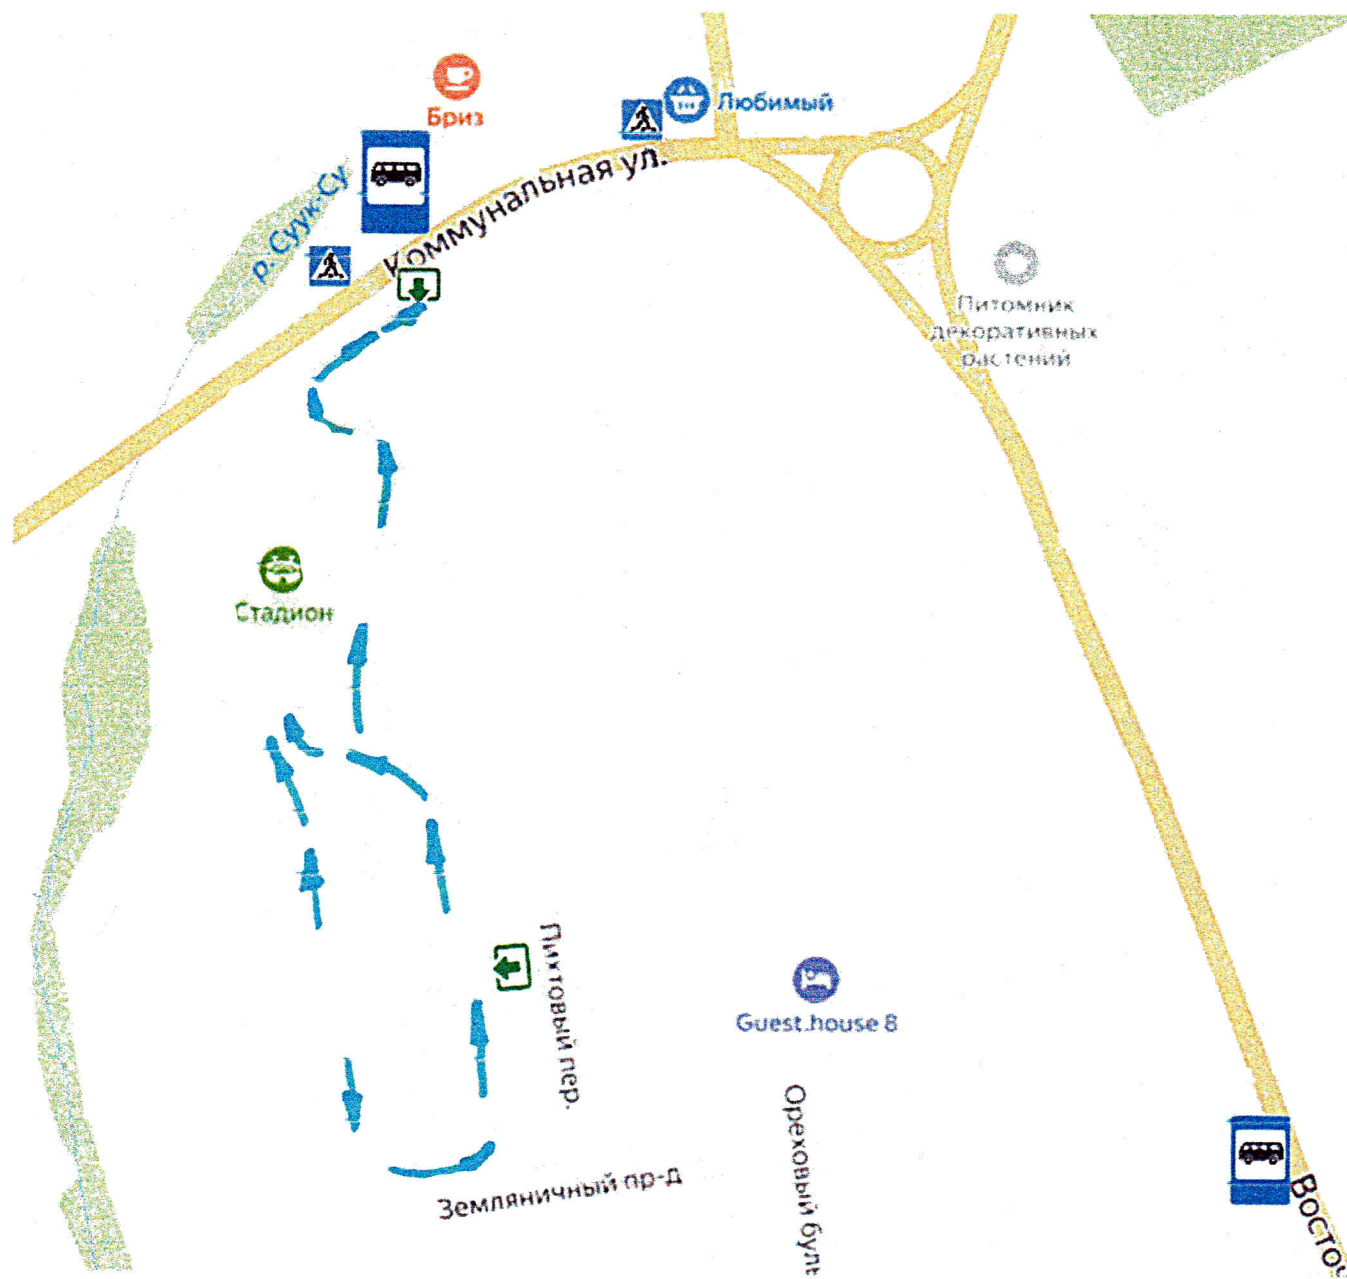 Любимый
Бриз
Коммунальная ул.
р. Суук-Су
Питомник
декоративных
растений
Стадион
Пихтовый пер.
Guest.house 8
Ореховый буль
Земляничный пр-д
Восто